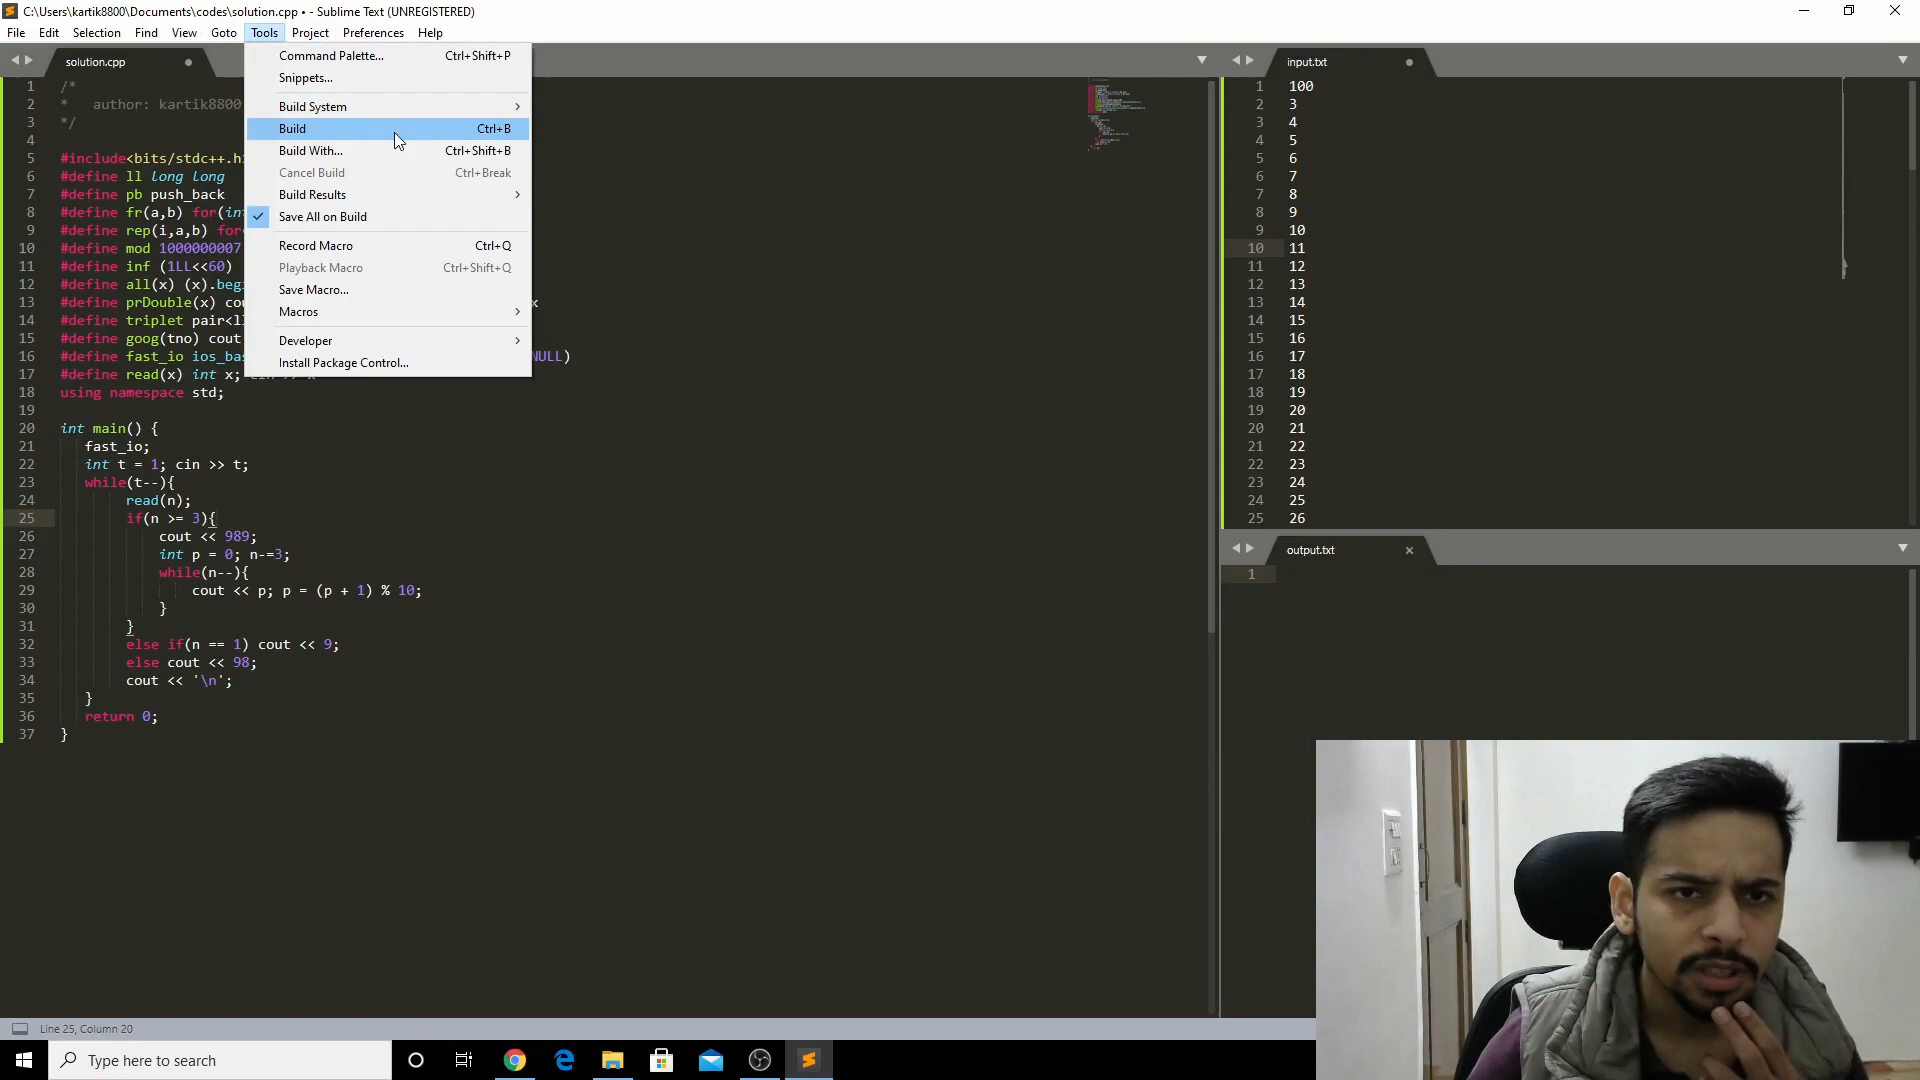 C:\Users\kartik8800\Documents\codes\solution.cpp • - Sublime Text (UNREGISTERED)
File Edit Selection Find View Goto Tools Project Preferences Help
solution.cpp
1 /*
2 * author: kartik8800
3 */
4
5 #include<bits/stdc++.h
6 #define ll long long
7 #define pb push_back
8 #define fr(a,b) for(in
9 #define rep(i,a,b) for
10 #define mod 1000000007
11 #define inf (1LL<<60)
12 #define all(x) (x).beg
13 #define prDouble(x) cou x
14 #define triplet pair<l
15 #define goog(tno) cout
16 #define fast_io ios_bas NULL)
17 #define read(x) int x; cin >> x
18 using namespace std;
19
20 int main() {
21 fast_io;
22 int t = 1; cin >> t;
23 while(t--){
24 read(n);
25 if(n >= 3){
26 cout << 989;
27 int p = 0; n-=3;
28 while(n--){
29 cout << p; p = (p + 1) % 10;
30 }
31 }
32 else if(n == 1) cout << 9;
33 else cout << 98;
34 cout << '\n';
35 }
36 return 0;
37 }
Command Palette... Ctrl+Shift+P
Snippets...
Build System
Build Ctrl+B
Build With... Ctrl+Shift+B
Cancel Build Ctrl+Break
Build Results
Save All on Build
Record Macro Ctrl+Q
Playback Macro Ctrl+Shift+Q
Save Macro...
Macros
Developer
Install Package Control...
input.txt
1 100
2 3
3 4
4 5
5 6
6 7
7 8
8 9
9 10
10 11
11 12
12 13
13 14
14 15
15 16
16 17
17 18
18 19
19 20
20 21
21 22
22 23
23 24
24 25
25 26
output.txt
1
Line 25, Column 20
Type here to search